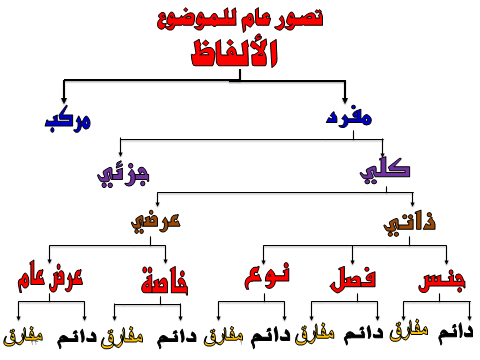 تصور عام للموضوع
الألفاظ
مفرد مركب
كلي جزئي
ذاتي عرضي
جنس فصل نوع خاصة عرض عام
دائم مفارق دائم مفارق دائم مفارق دائم مفارق دائم مفارق